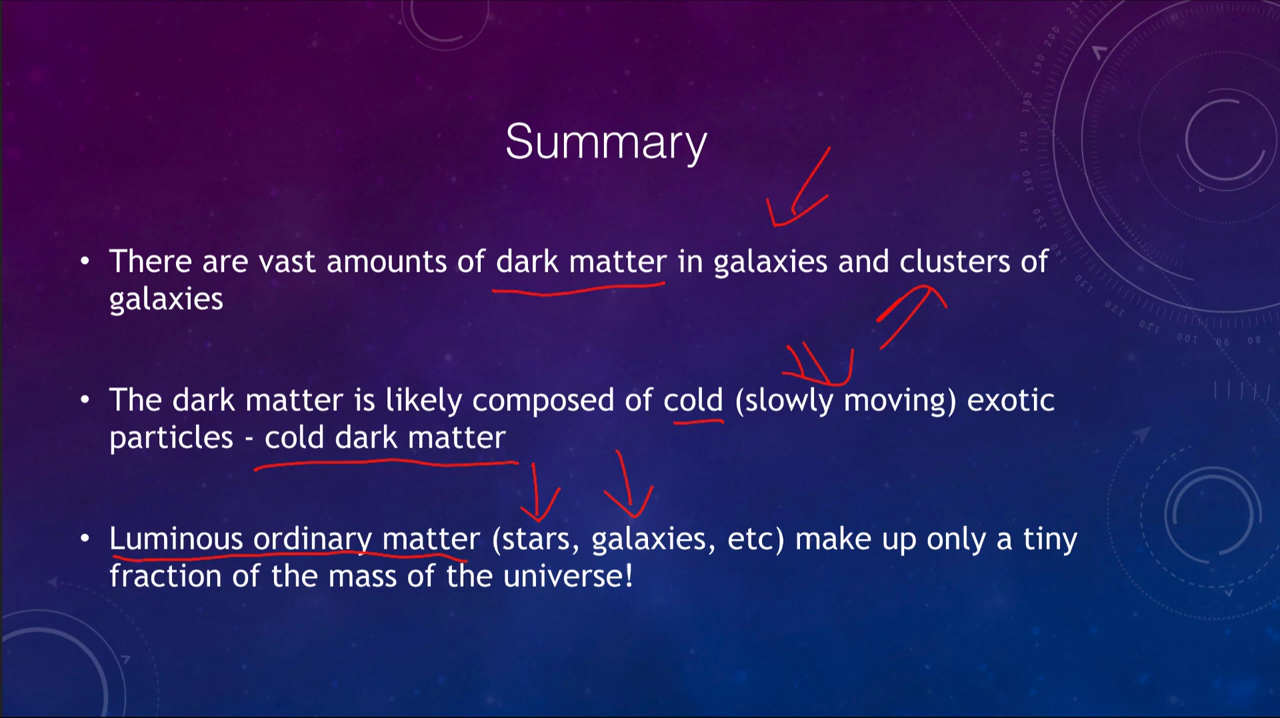 Summary
• There are vast amounts of dark matter in galaxies and clusters of
galaxies
• The dark matter is likely composed of cold (slowly moving) exotic
particles - cold dark matter
• Luminous ordinary matter (stars, galaxies, etc) make up only a tiny
fraction of the mass of the universe!